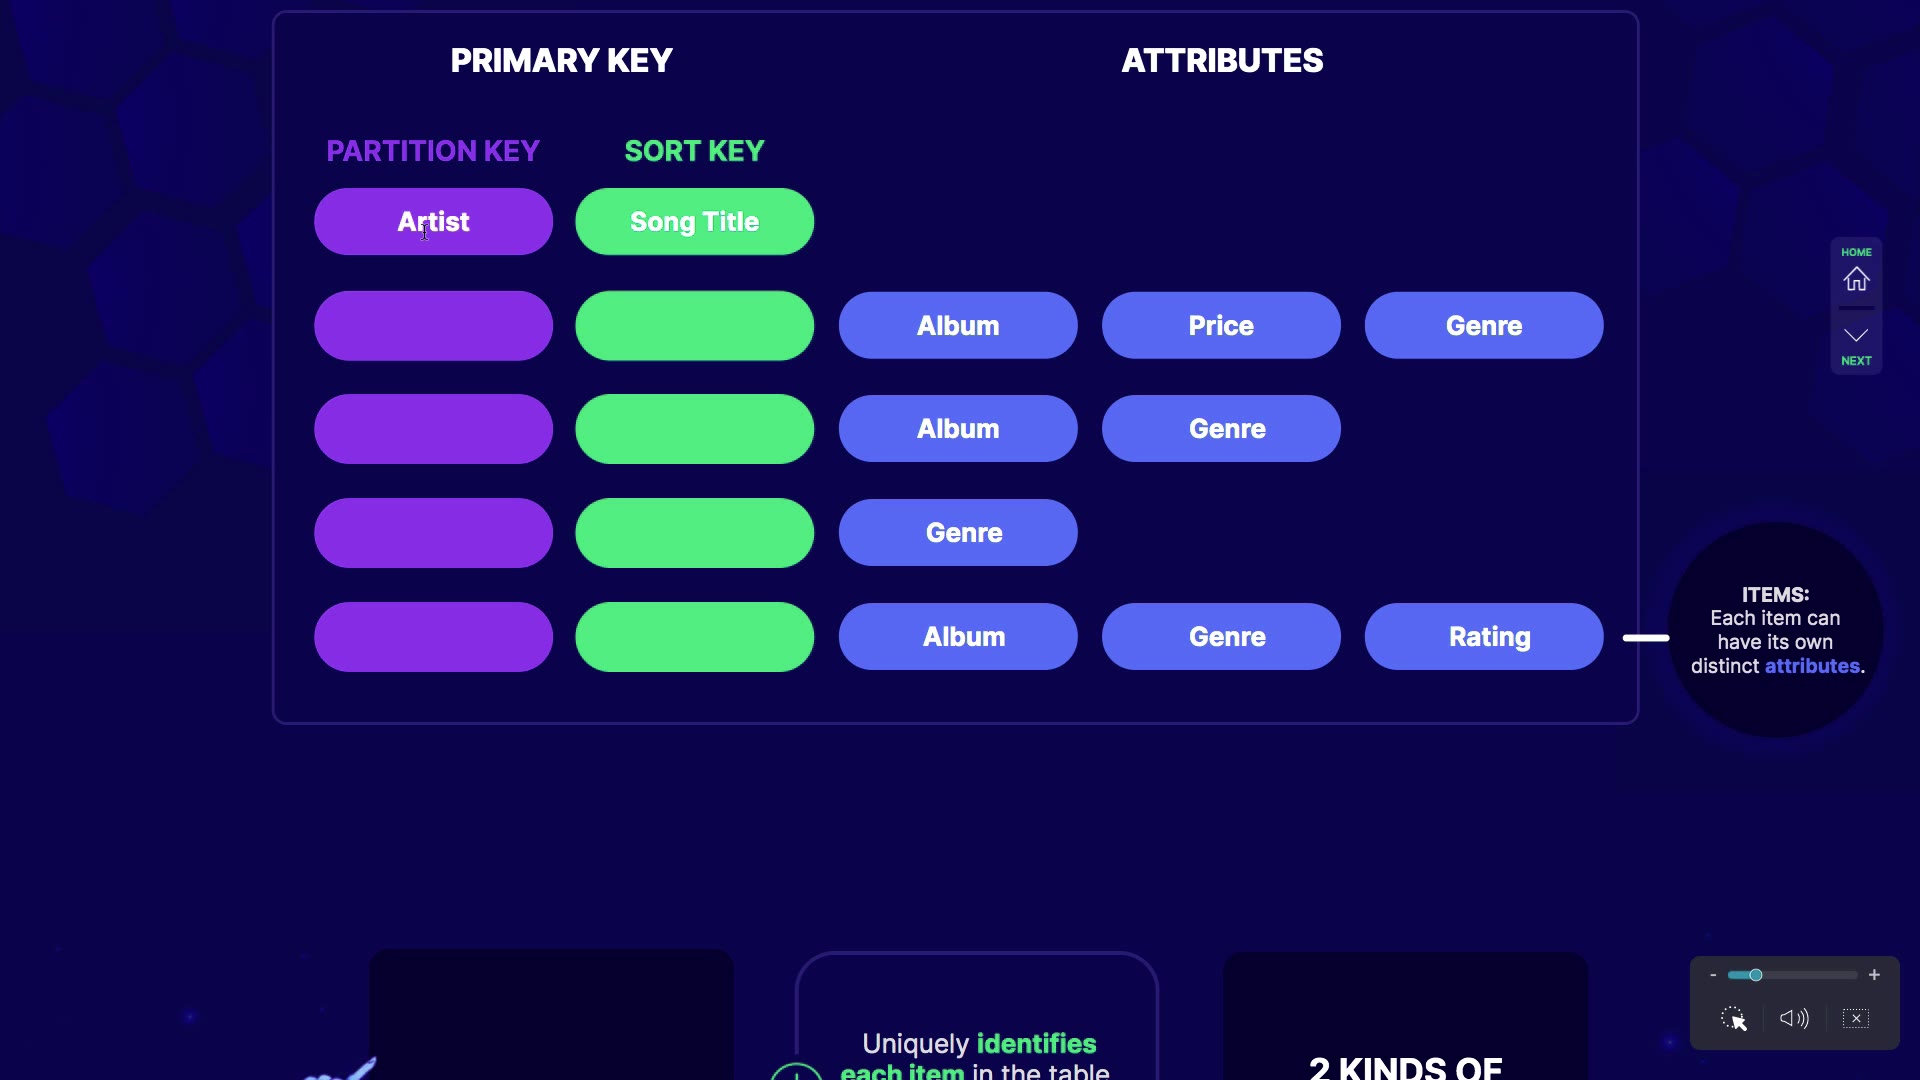 PRIMARY KEY
ATTRIBUTES
PARTITION KEY
SORT KEY
Artist
Song Title
Album
Price
Genre
HOME
NEXT
Album
Genre
Genre
Album
Genre
Rating
ITEMS:
Each item can
have its own
distinct attributes.
Uniquely identifies
each item in the table
2 KINDS OF
- +